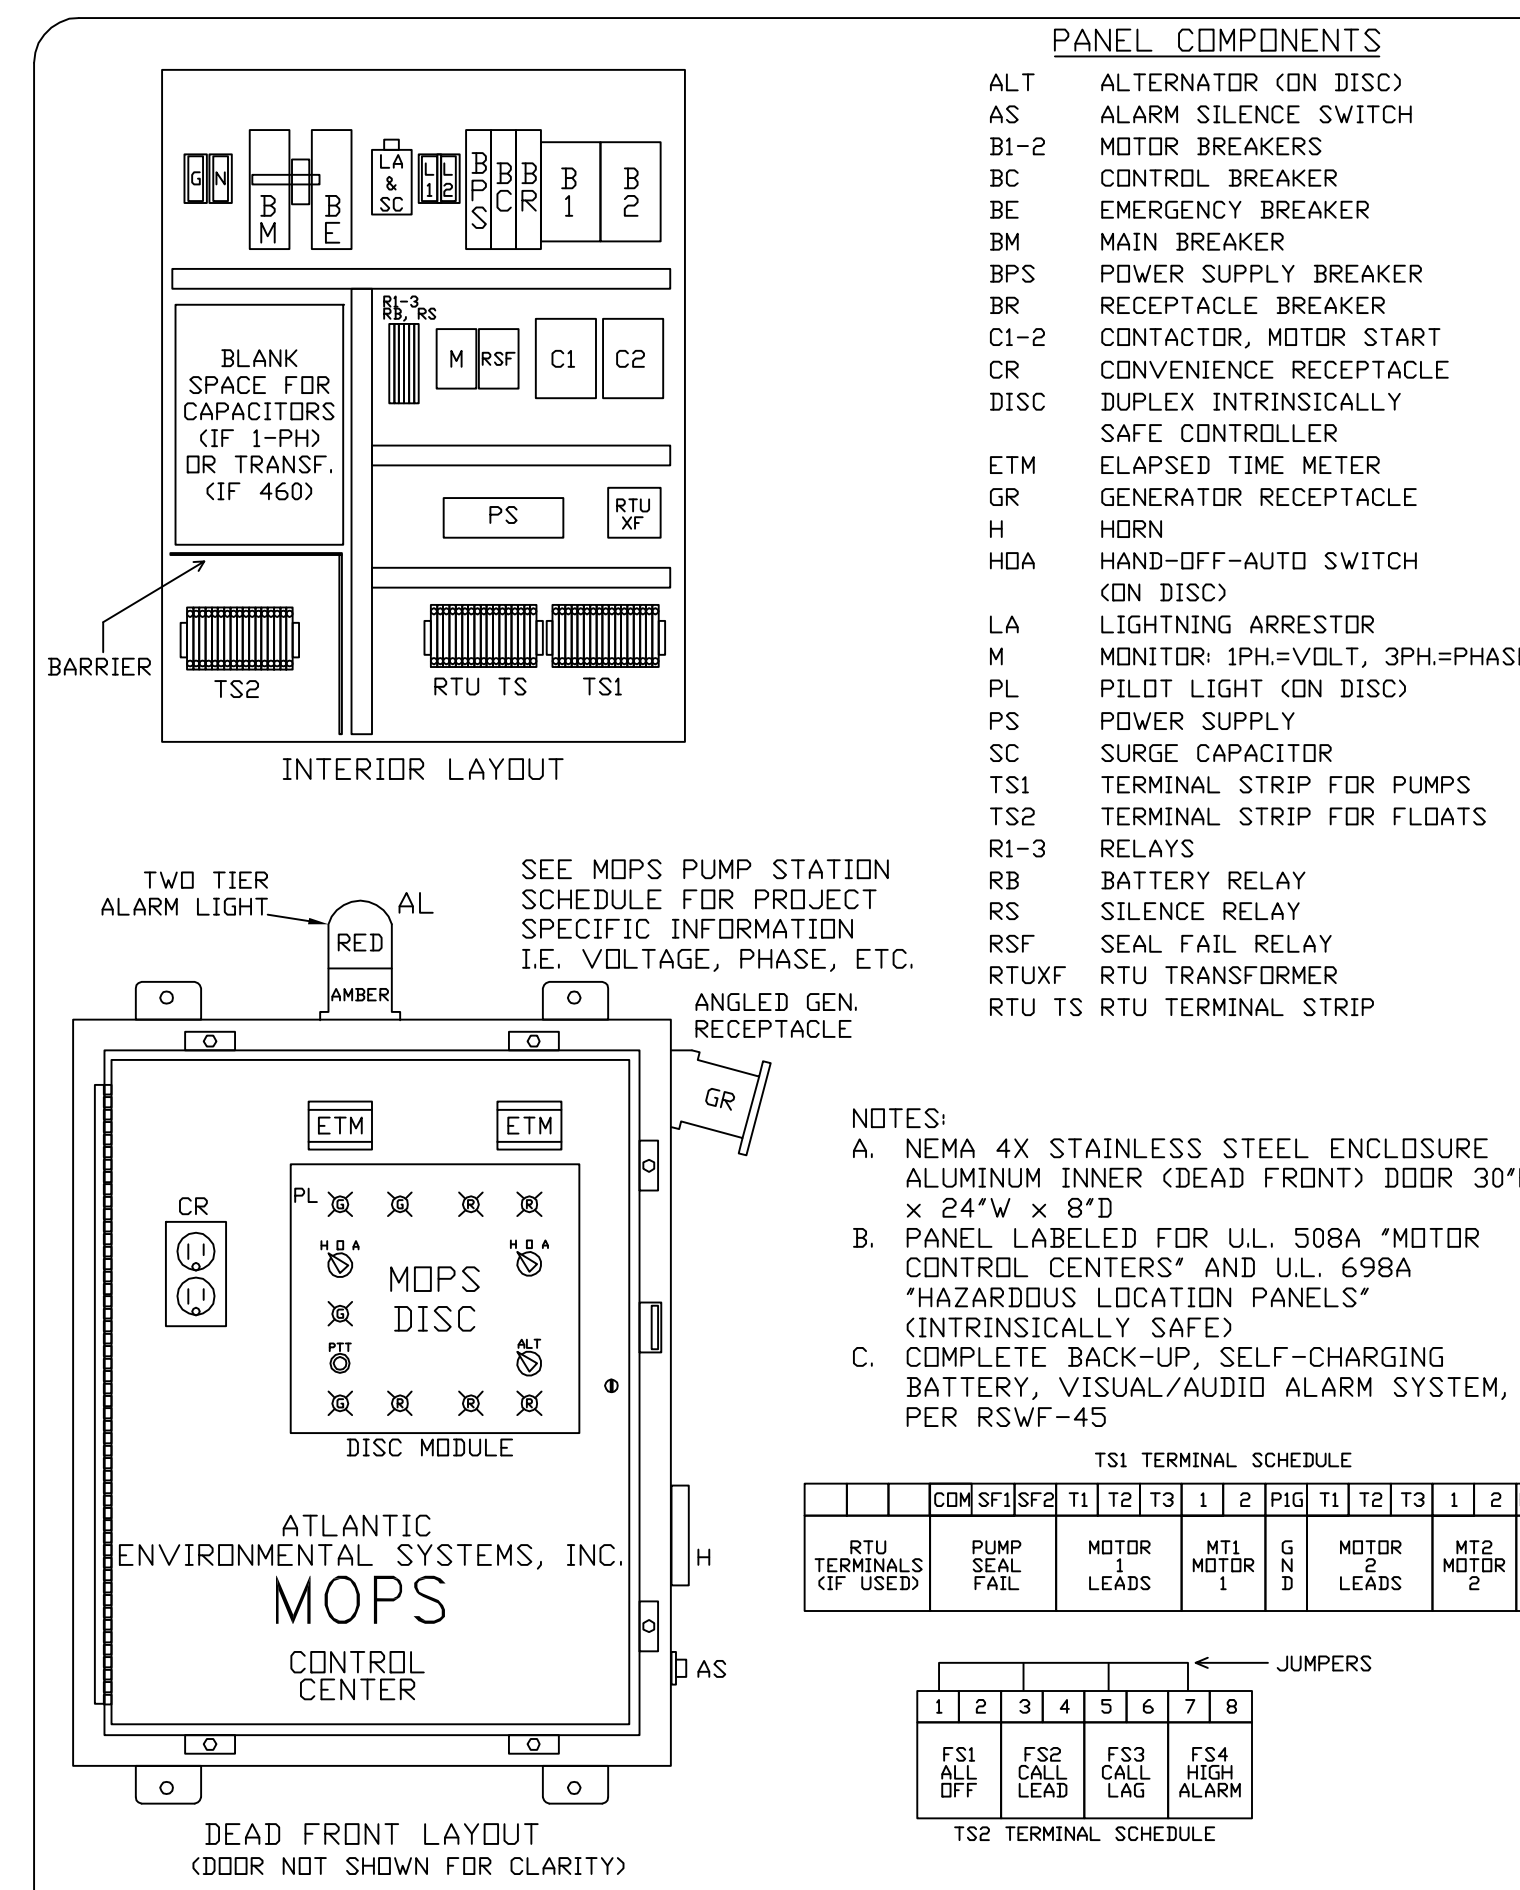 PANEL COMPONENTS
ALT ALTERNATOR (ON DISC)
AS ALARM SILENCE SWITCH
B1-2 MOTOR BREAKERS
BC CONTROL BREAKER
BE EMERGENCY BREAKER
BM MAIN BREAKER
BPS POWER SUPPLY BREAKER
BR RECEPTACLE BREAKER
C1-2 CONTACTOR, MOTOR START
CR CONVENIENCE RECEPTACLE
DISC DUPLEX INTRINSICALLY
SAFE CONTROLLER
ETM ELAPSED TIME METER
GR GENERATOR RECEPTACLE
H HORN
HOA HAND-OFF-AUTO SWITCH
(ON DISC)
LA LIGHTNING ARRESTOR
M MONITOR: 1PH.=VOLT, 3PH.=PHASE
PL PILOT LIGHT (ON DISC)
PS POWER SUPPLY
SC SURGE CAPACITOR
TS1 TERMINAL STRIP FOR PUMPS
TS2 TERMINAL STRIP FOR FLOATS
R1-3 RELAYS
RB BATTERY RELAY
RS SILENCE RELAY
RSF SEAL FAIL RELAY
RTUXF RTU TRANSFORMER
RTU TS RTU TERMINAL STRIP
G
N
BM
BE
LA
&
SC
L1
L2
BPS
BC
BR
B1
B2
R1-3
RB, RS
M
RSF
C1
C2
BLANK
SPACE FOR
CAPACITORS
(IF 1-PH)
OR TRANSF.
(IF 460)
PS
RTU
XF
BARRIER
TS2
RTU TS
TS1
INTERIOR LAYOUT
TWO TIER
ALARM LIGHT
AL
RED
AMBER
SEE MOPS PUMP STATION
SCHEDULE FOR PROJECT
SPECIFIC INFORMATION
I.E. VOLTAGE, PHASE, ETC.
ANGLED GEN.
RECEPTACLE
GR
ETM
ETM
CR
PL G G R R
H O A
H O A
MOPS
DISC
G
PTT
ALT
G R R R
DISC MODULE
ATLANTIC
ENVIRONMENTAL SYSTEMS, INC.
MOPS
CONTROL
CENTER
H
AS
DEAD FRONT LAYOUT
(DOOR NOT SHOWN FOR CLARITY)
NOTES:
A. NEMA 4X STAINLESS STEEL ENCLOSURE
ALUMINUM INNER (DEAD FRONT) DOOR 30"
x 24"W x 8"D
B. PANEL LABELED FOR U.L. 508A "MOTOR
CONTROL CENTERS" AND U.L. 698A
"HAZARDOUS LOCATION PANELS"
(INTRINSICALLY SAFE)
C. COMPLETE BACK-UP, SELF-CHARGING
BATTERY, VISUAL/AUDIO ALARM SYSTEM,
PER RSWF-45
TS1 TERMINAL SCHEDULE
COM SF1 SF2 T1 T2 T3 1 2 P1G T1 T2 T3 1 2
RTU
TERMINALS
(IF USED)
PUMP
SEAL
FAIL
MOTOR
1
LEADS
MT1
MOTOR
1
GND
MOTOR
2
LEADS
MT2
MOTOR
2
JUMPERS
1 2 3 4 5 6 7 8
FS1
ALL
OFF
FS2
CALL
LEAD
FS3
CALL
LAG
FS4
HIGH
ALARM
TS2 TERMINAL SCHEDULE